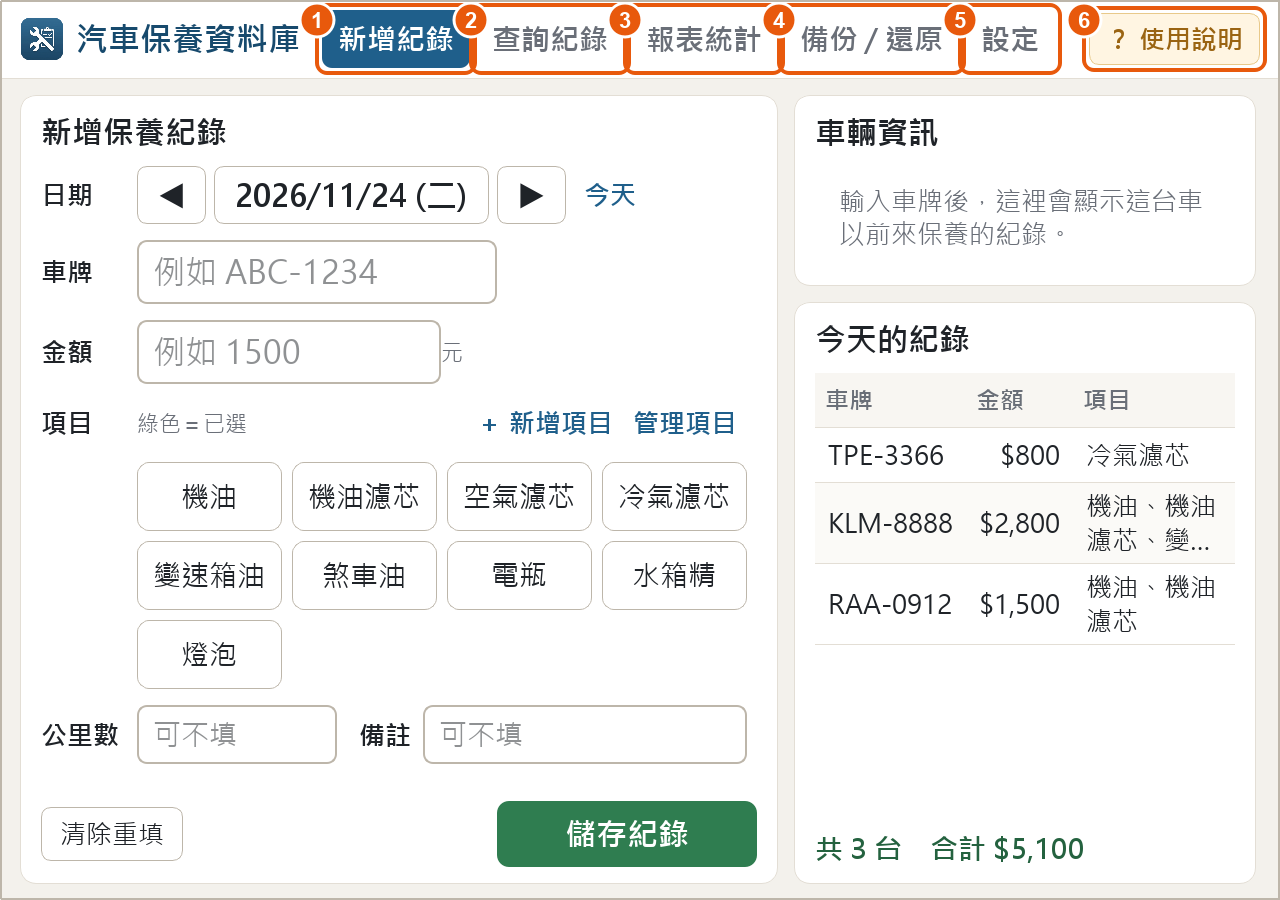 汽車保養資料庫
1 新增紀錄
2 查詢紀錄
3 報表統計
4 備份 / 還原
5 設定
6 ? 使用說明
新增保養紀錄
日期 ◀ 2026/11/24 (二) ▶ 今天
車牌 例如 ABC-1234
金額 例如 1500 元
項目 綠色 = 已選 + 新增項目 管理項目
機油 機油濾芯 空氣濾芯 冷氣濾芯
變速箱油 煞車油 電瓶 水箱精
燈泡
公里數 可不填 備註 可不填
清除重填 儲存紀錄
車輛資訊
輸入車牌後，這裡會顯示這台車
以前來保養的紀錄。
今天的紀錄
車牌 金額 項目
TPE-3366 $800 冷氣濾芯
KLM-8888 $2,800 機油、機油
濾芯、變...
RAA-0912 $1,500 機油、機油
濾芯
共 3 台 合計 $5,100